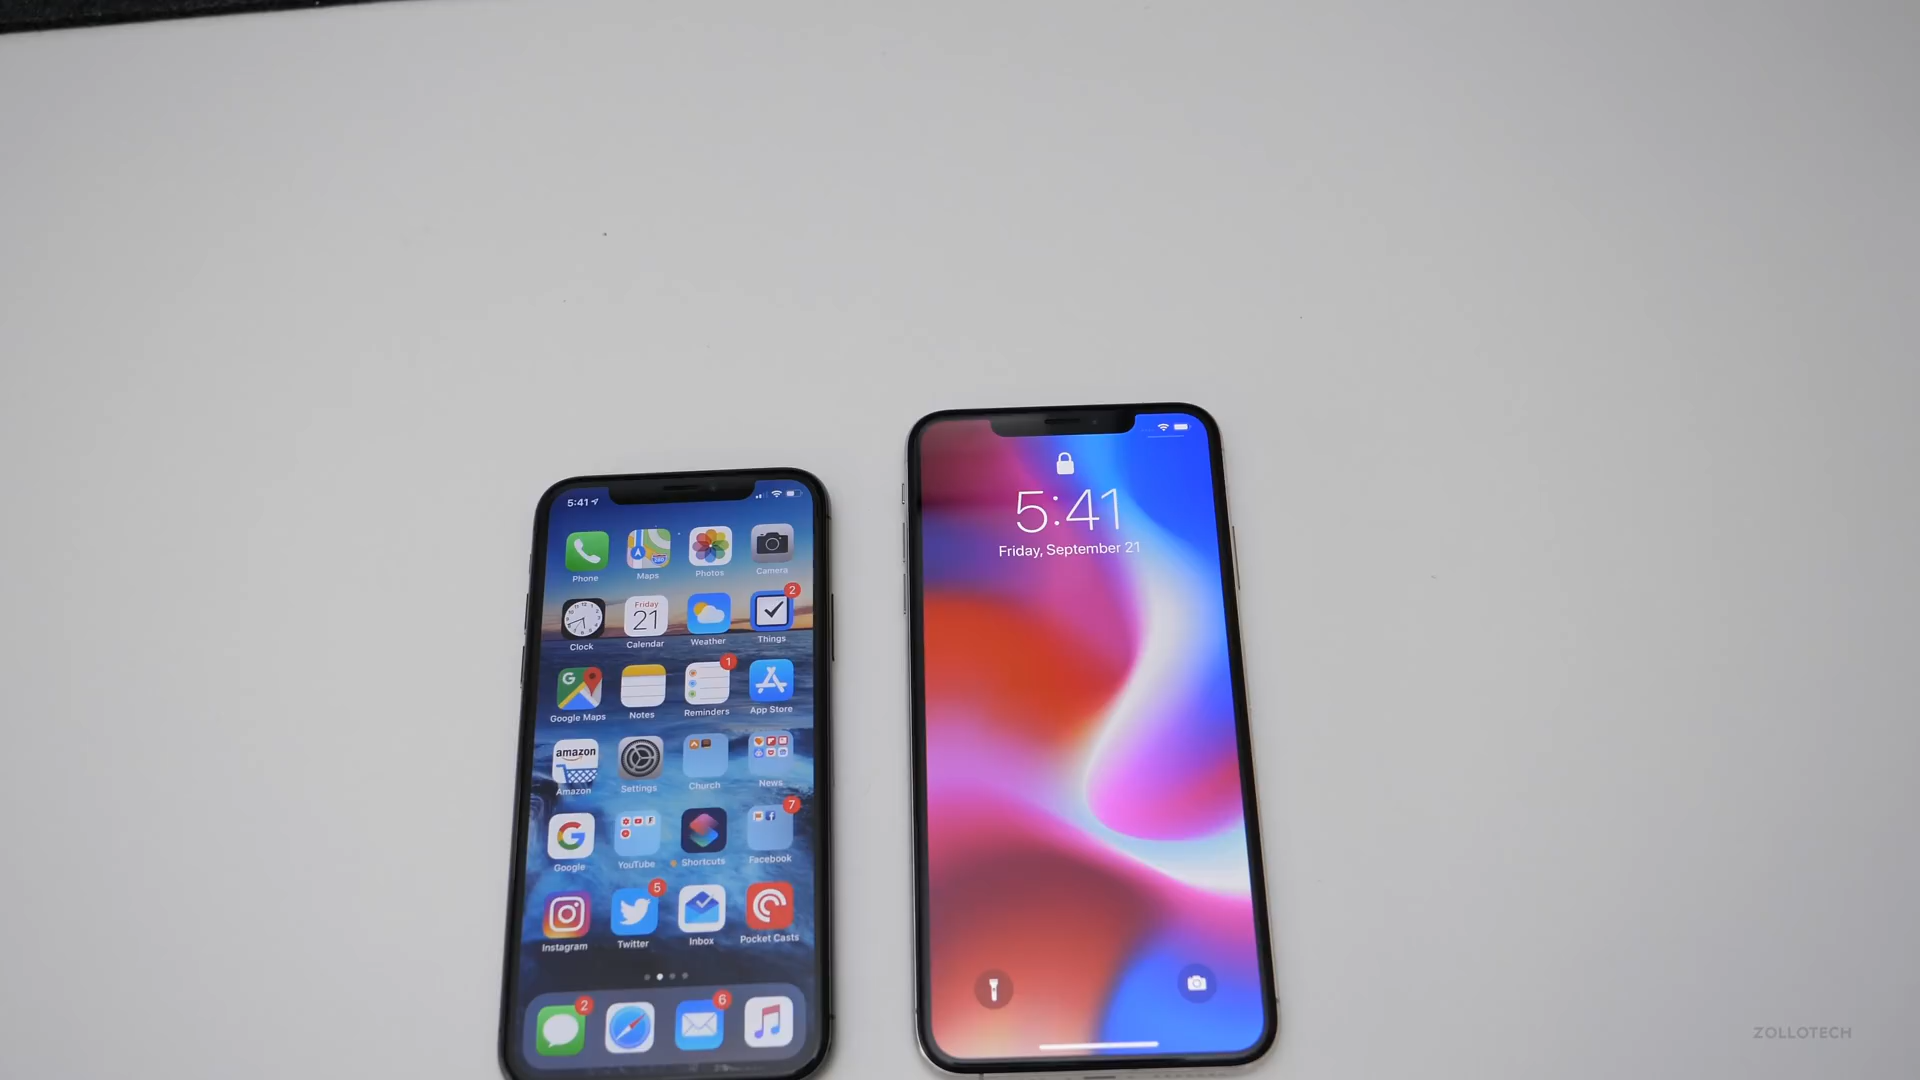 5:41
Phone
Maps
Photos
Camera
Friday
21
2
Clock
Calendar
Weather
Things
1
Google Maps
Notes
Reminders
App Store
amazon
Amazon
Settings
Church
News
7
Google
YouTube
Shortcuts
Facebook
5
Instagram
Twitter
Inbox
Pocket Casts
2
6
5:41
Friday, September 21
ZOLLOTECH